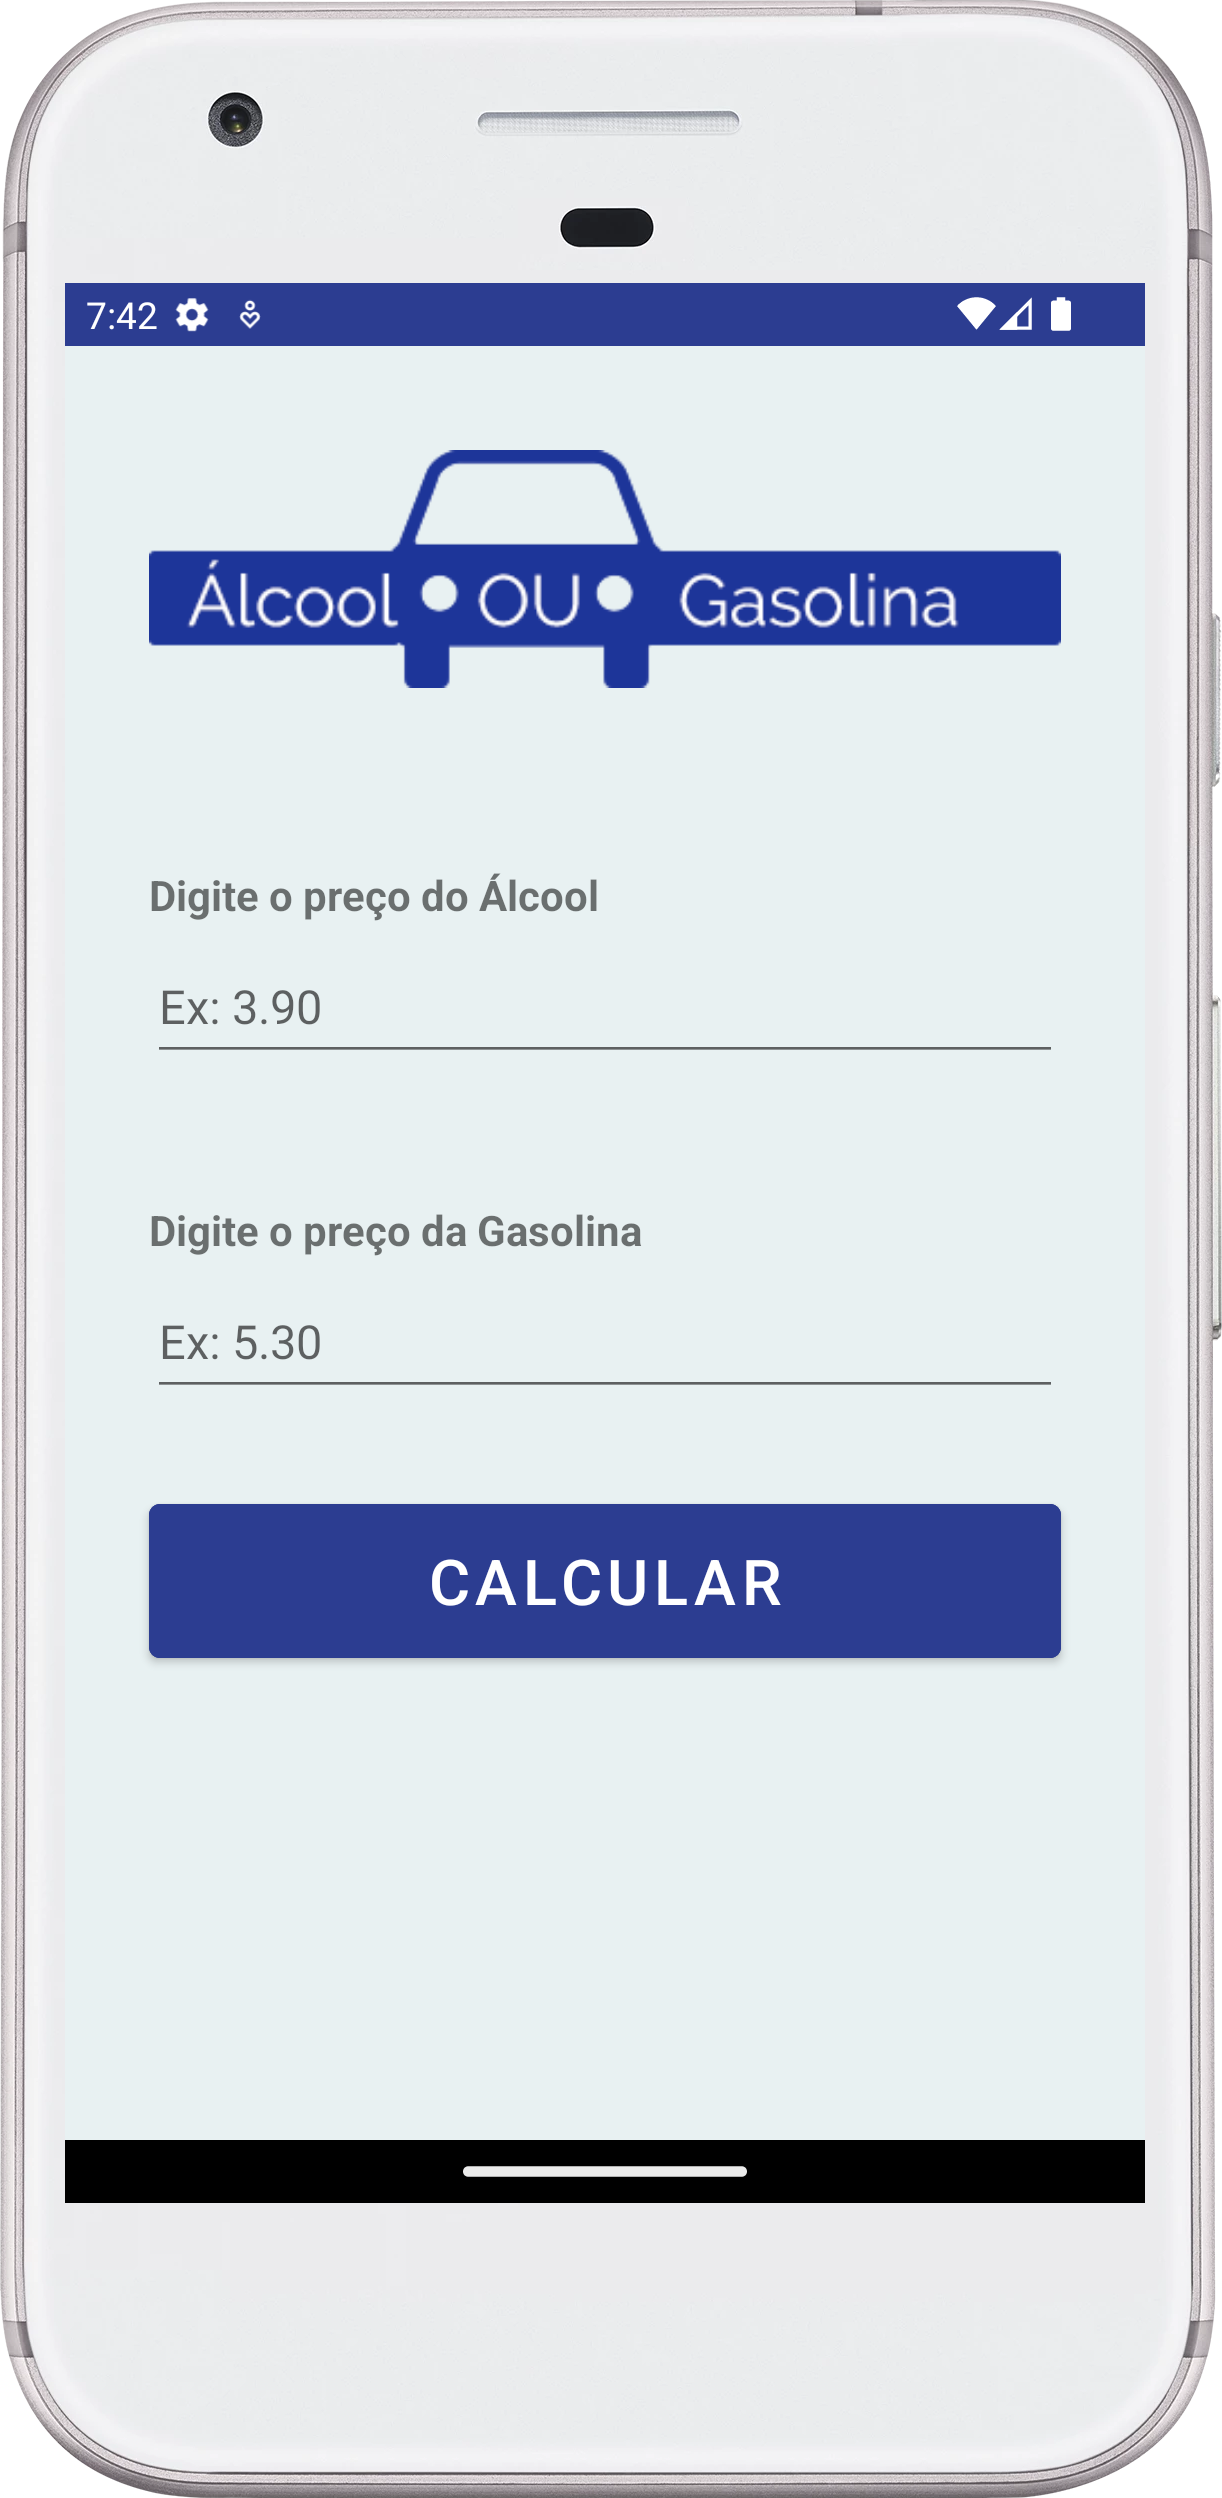 7:42
Álcool OU Gasolina
Digite o preço do Álcool
Ex: 3.90
Digite o preço da Gasolina
Ex: 5.30
CALCULAR